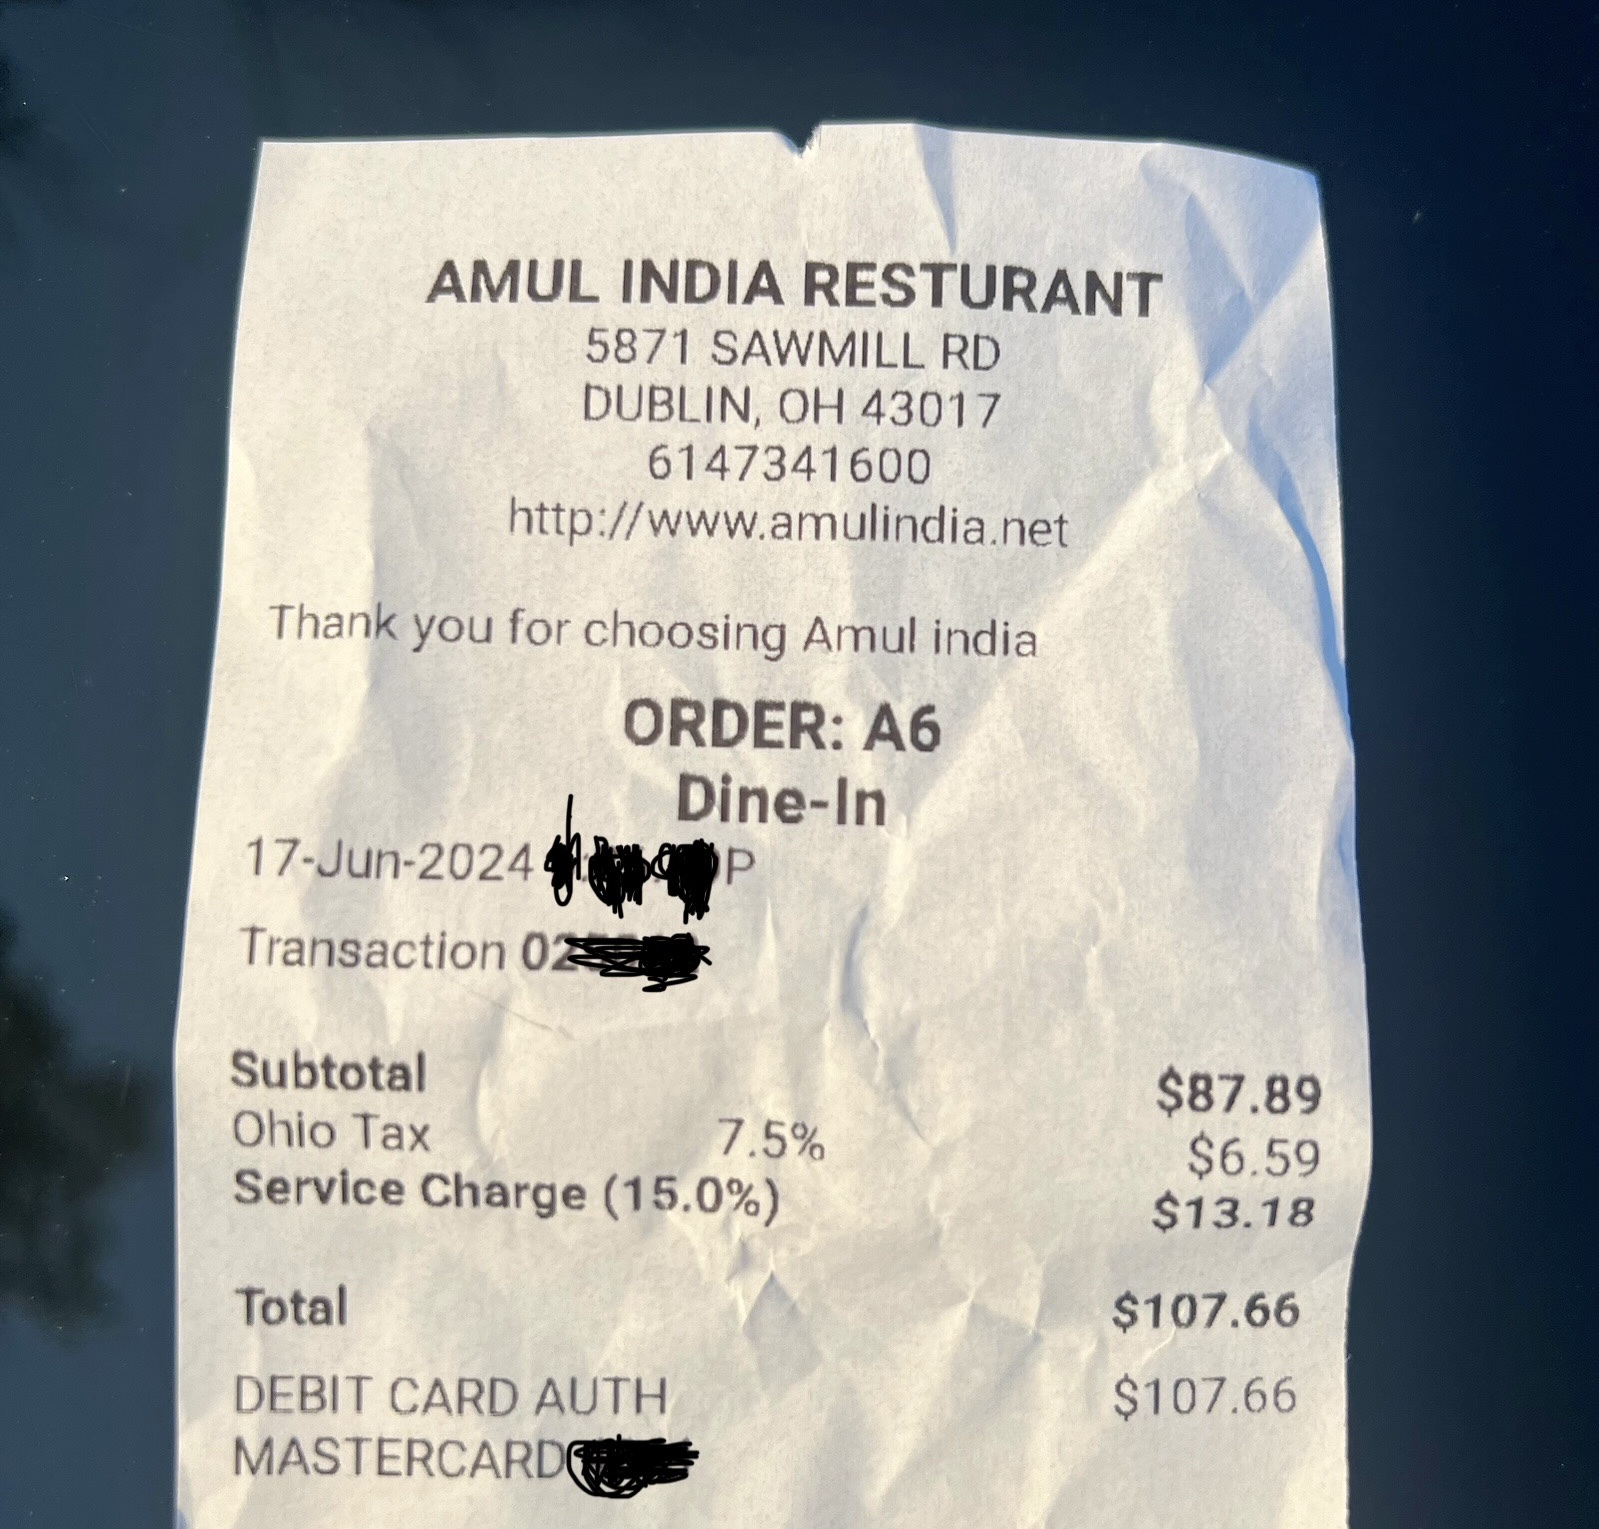 AMUL INDIA RESTURANT
5871 SAWMILL RD
DUBLIN, OH 43017
6147341600
http://www.amulindia.net
Thank you for choosing Amul india
ORDER: A6
Dine-In
17-Jun-2024 P
Transaction
Subtotal $87.89
Ohio Tax 7.5% $6.59
Service Charge (15.0%) $13.18
Total $107.66
DEBIT CARD AUTH $107.66
MASTERCARD